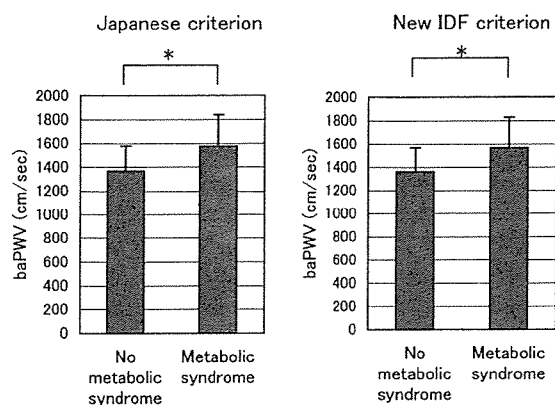 Japanese criterion
*
2000
1800
1600
1400
1200
1000
800
600
400
200
0
baPWV (cm/sec)
No
metabolic
syndrome
Metabolic
syndrome
New IDF criterion
*
2000
1800
1600
1400
1200
1000
800
600
400
200
0
baPWV (cm/sec)
No
metabolic
syndrome
Metabolic
syndrome